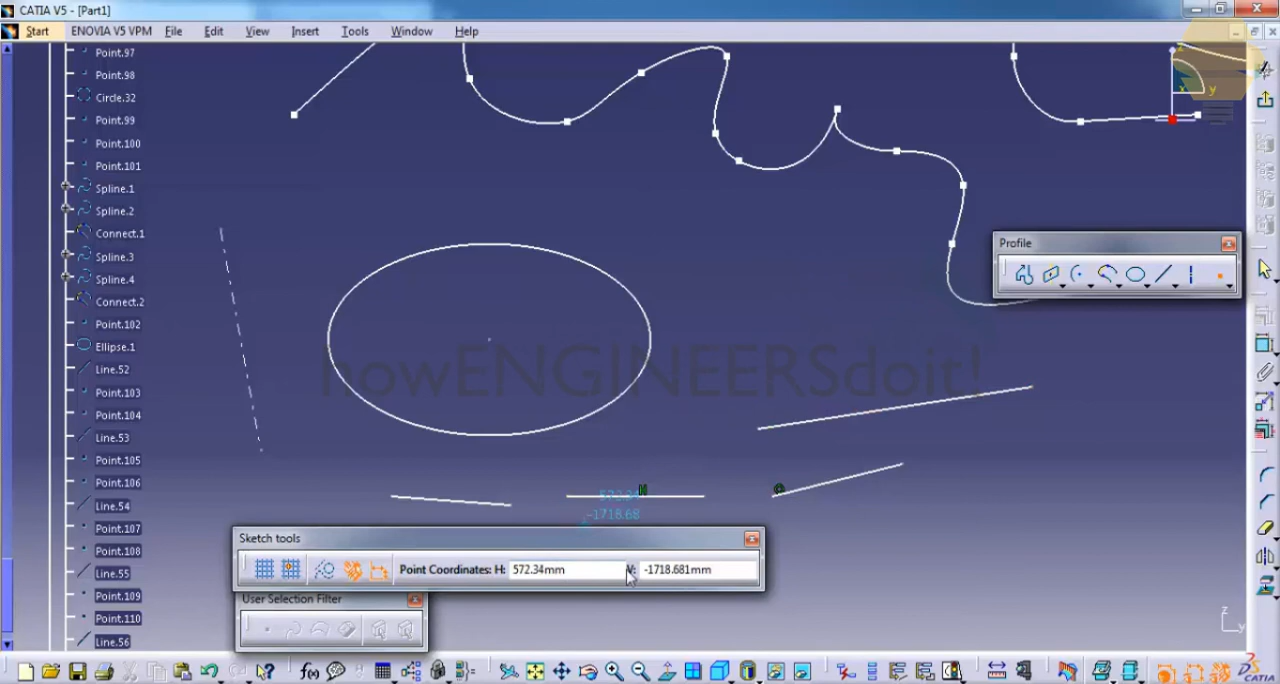 CATIA V5 - [Part1]
Start ENOVIA V5 VPM File Edit View Insert Tools Window Help
Point.97
Point.98
Circle.32
Point.99
Point.100
Point.101
Spline.1
Spline.2
Connect.1
Spline.3
Spline.4
Connect.2
Point.102
Ellipse.1
Line.52
Point.103
Point.104
Line.53
Point.105
Point.106
Line.54
Point.107
Point.108
Line.55
Point.109
Point.110
Line.56
z
x y
Profile
howENGINEERSdoit!
H
572.34
-1718.68
Sketch tools
Point Coordinates: H: 572.34mm V: -1718.681mm
User Selection Filter
z
y
f(x)
CATIA